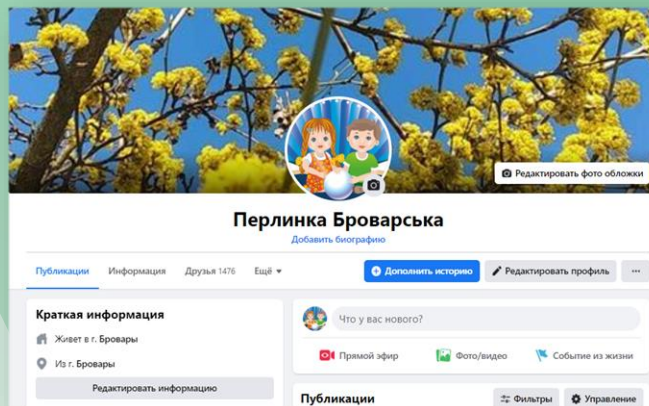 Редактировать фото обложки
Перлинка Броварська
Добавить биографию
Публикации Информация Друзья 1476 Ещё
Дополнить историю Редактировать профиль ...
Краткая информация
Живет в г. Бровары
Из г. Бровары
Редактировать информацию
Что у вас нового?
Прямой эфир Фото/видео Событие из жизни
Публикации Фильтры Управление